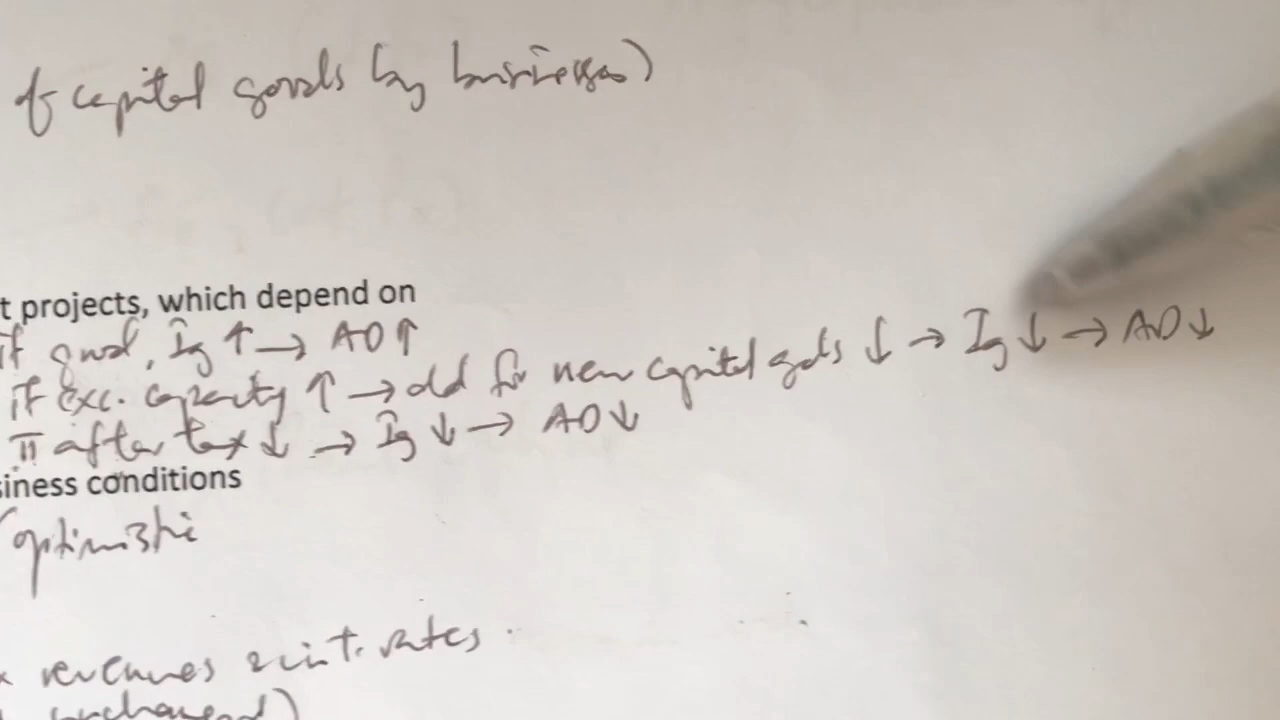 of capital goods by businesses)
t projects, which depend on
if good, Ig ↑ → AD ↑
if exc. capacity ↑ → dd for new capital gds ↓ → Ig ↓ → AD ↓
π after tax ↓ → Ig ↓ → AD ↓
siness conditions
optimistic
x revenues & int. rates
unchanged)